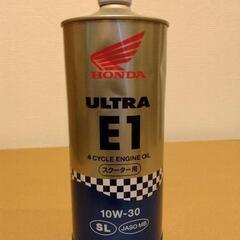 HONDA
ULTRA
E1
4 CYCLE ENGINE OIL
スクーター用
10W-30
SL
JASO MB